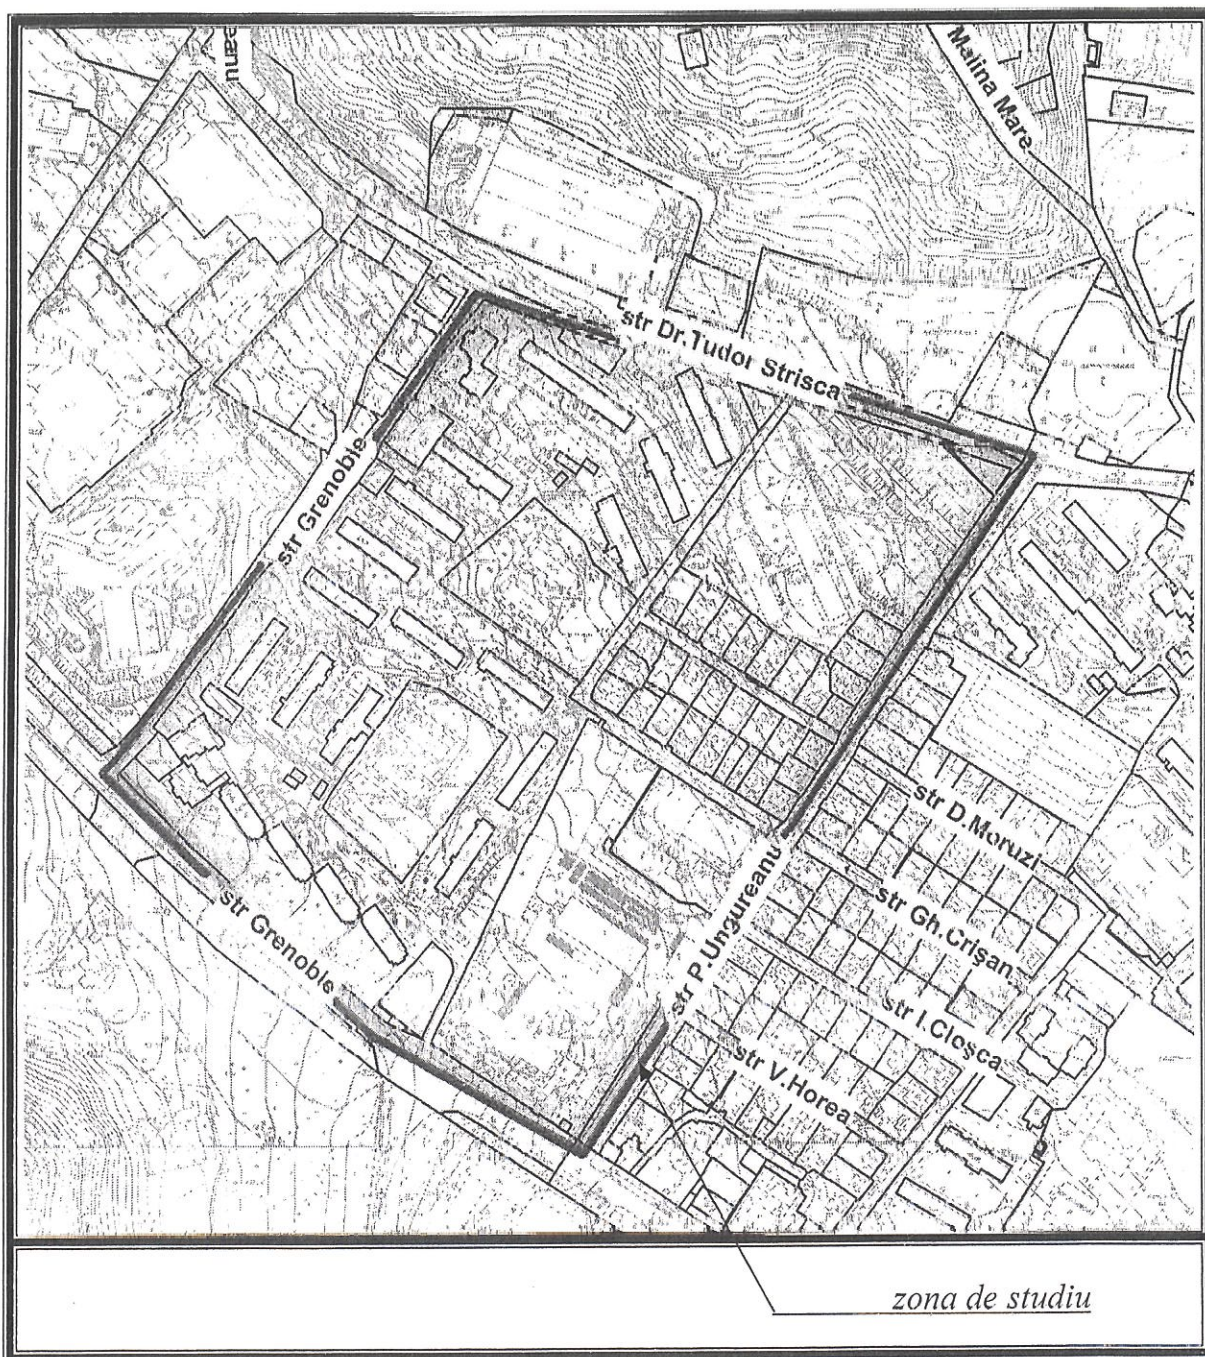 Malina Mare
str Dr.Tudor Strisca
str Grenoble
str D.Moruzi
str Gh.Crişan
str P.Ungureanu
str Grenoble
str I.Cloşca
str V.Horea
zona de studiu